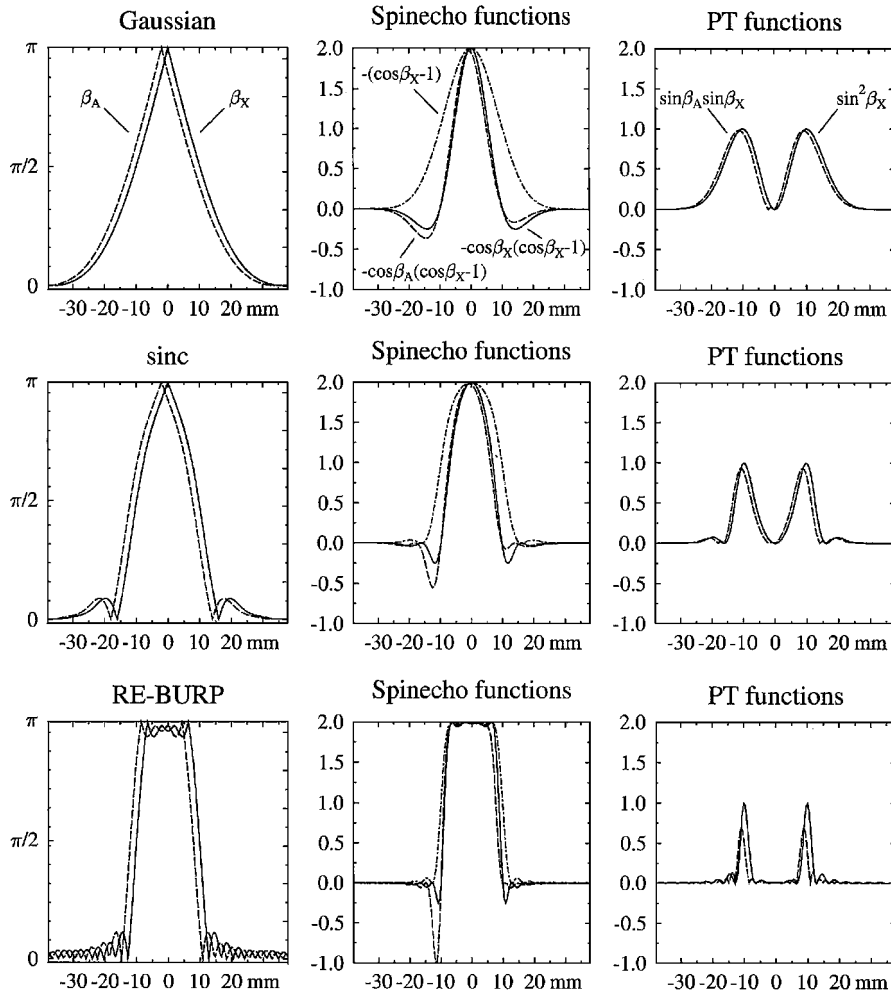 Gaussian
Spinecho functions
PT functions
π
π/2
0
β_A
β_X
-30 -20 -10 0 10 20 mm
2.0
1.5
1.0
0.5
0.0
-0.5
-1.0
-(cosβ_X-1)
-cosβ_X(cosβ_X-1)
-cosβ_A(cosβ_X-1)
-30 -20 -10 0 10 20 mm
2.0
1.5
1.0
0.5
0.0
-0.5
-1.0
sinβ_A sinβ_X
sin²β_X
-30 -20 -10 0 10 20 mm
sinc
Spinecho functions
PT functions
π
π/2
0
-30 -20 -10 0 10 20 mm
2.0
1.5
1.0
0.5
0.0
-0.5
-1.0
-30 -20 -10 0 10 20 mm
2.0
1.5
1.0
0.5
0.0
-0.5
-1.0
-30 -20 -10 0 10 20 mm
RE-BURP
Spinecho functions
PT functions
π
π/2
0
-30 -20 -10 0 10 20 mm
2.0
1.5
1.0
0.5
0.0
-0.5
-1.0
-30 -20 -10 0 10 20 mm
2.0
1.5
1.0
0.5
0.0
-0.5
-1.0
-30 -20 -10 0 10 20 mm